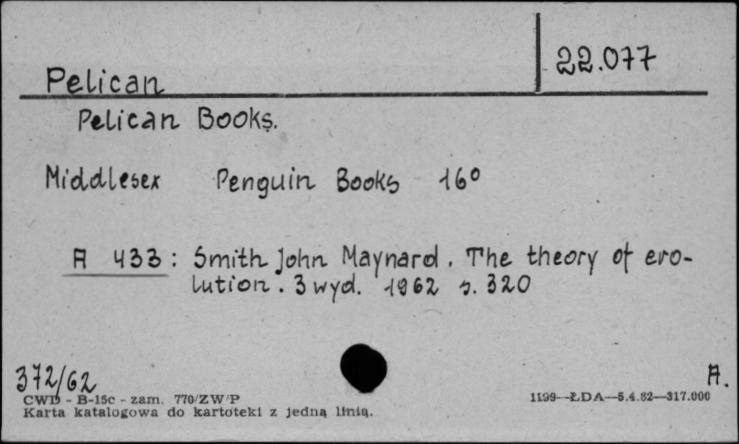 22.077
Pelican
Pelican Books.
Middlesex Penguin Books 16°
A 433: Smith John Maynard. The theory of evo-
lution. 3 wyd. 1962 s. 320
372/62
A.
CWD - B-15c - zam. 770/ZW/P
1199—ŁDA—5.4.52—317.000
Karta katalogowa do kartoteki z jedną linią.